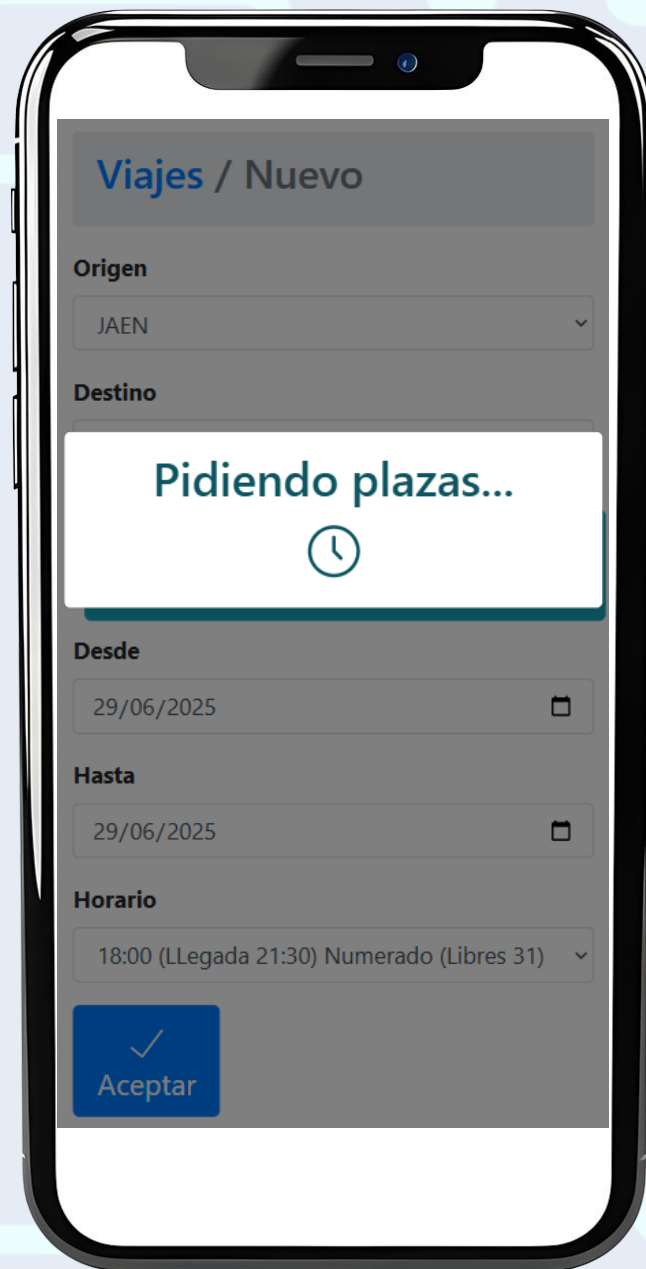 Viajes / Nuevo
Origen
JAEN
Destino
Pidiendo plazas...
Desde
29/06/2025
Hasta
29/06/2025
Horario
18:00 (LLegada 21:30) Numerado (Libres 31)
Aceptar